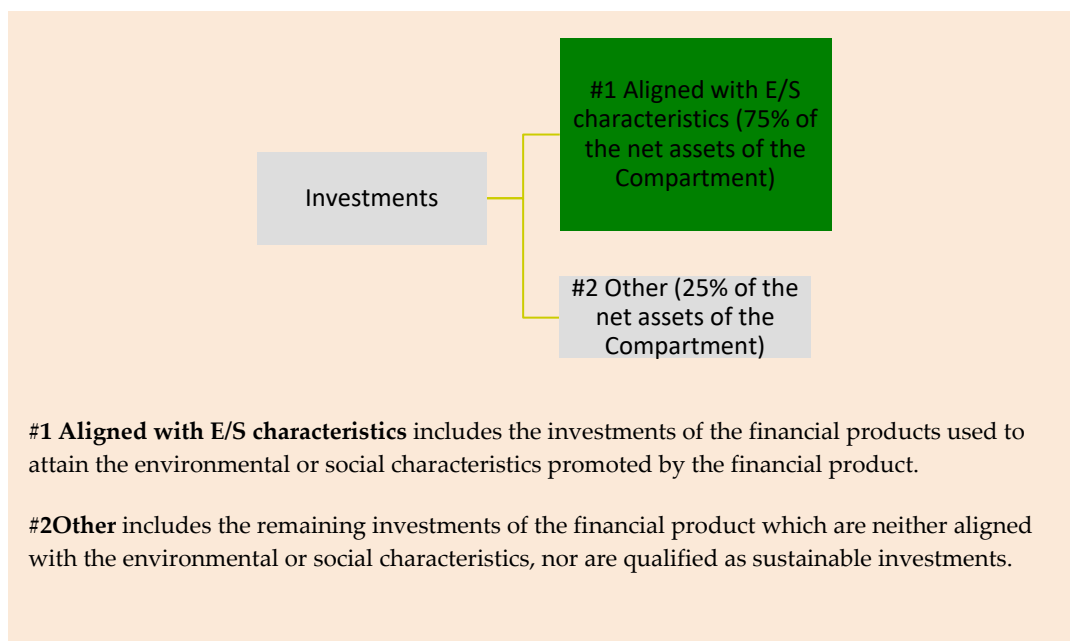 #1 Aligned with E/S
characteristics (75% of
the net assets of the
Compartment)
Investments
#2 Other (25% of the
net assets of the
Compartment)
#1 Aligned with E/S characteristics includes the investments of the financial products used to
attain the environmental or social characteristics promoted by the financial product.
#2Other includes the remaining investments of the financial product which are neither aligned
with the environmental or social characteristics, nor are qualified as sustainable investments.